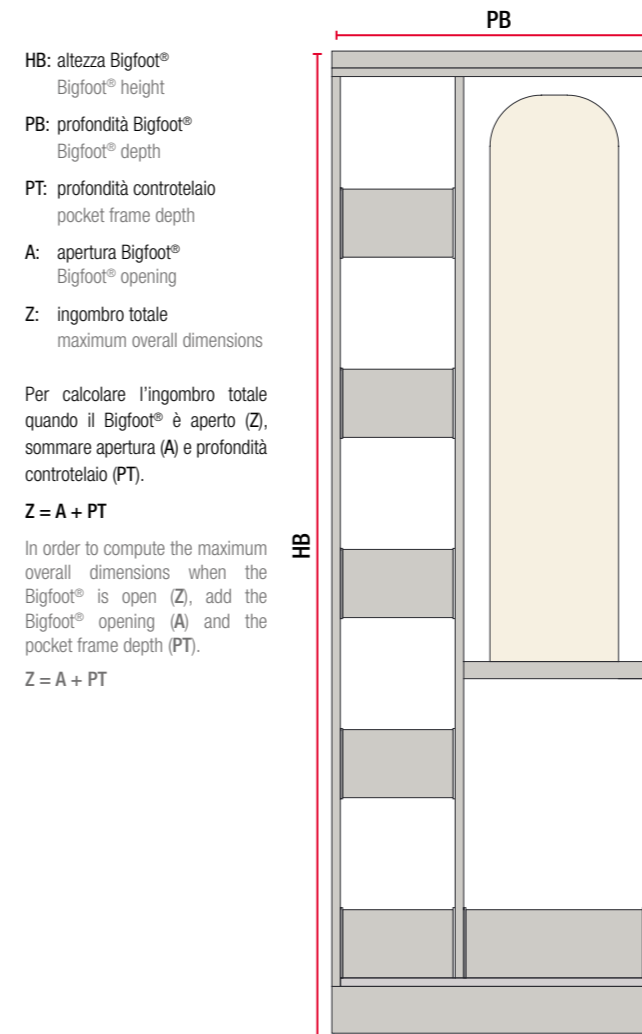 PB
HB: altezza Bigfoot®
Bigfoot® height
PB: profondità Bigfoot®
Bigfoot® depth
PT: profondità controtelaio
pocket frame depth
A: apertura Bigfoot®
Bigfoot® opening
Z: ingombro totale
maximum overall dimensions
Per calcolare l'ingombro totale
quando il Bigfoot® è aperto (Z),
sommare apertura (A) e profondità
controtelaio (PT).
Z = A + PT
In order to compute the maximum
overall dimensions when the
Bigfoot® is open (Z), add the
Bigfoot® opening (A) and the
pocket frame depth (PT).
Z = A + PT
HB